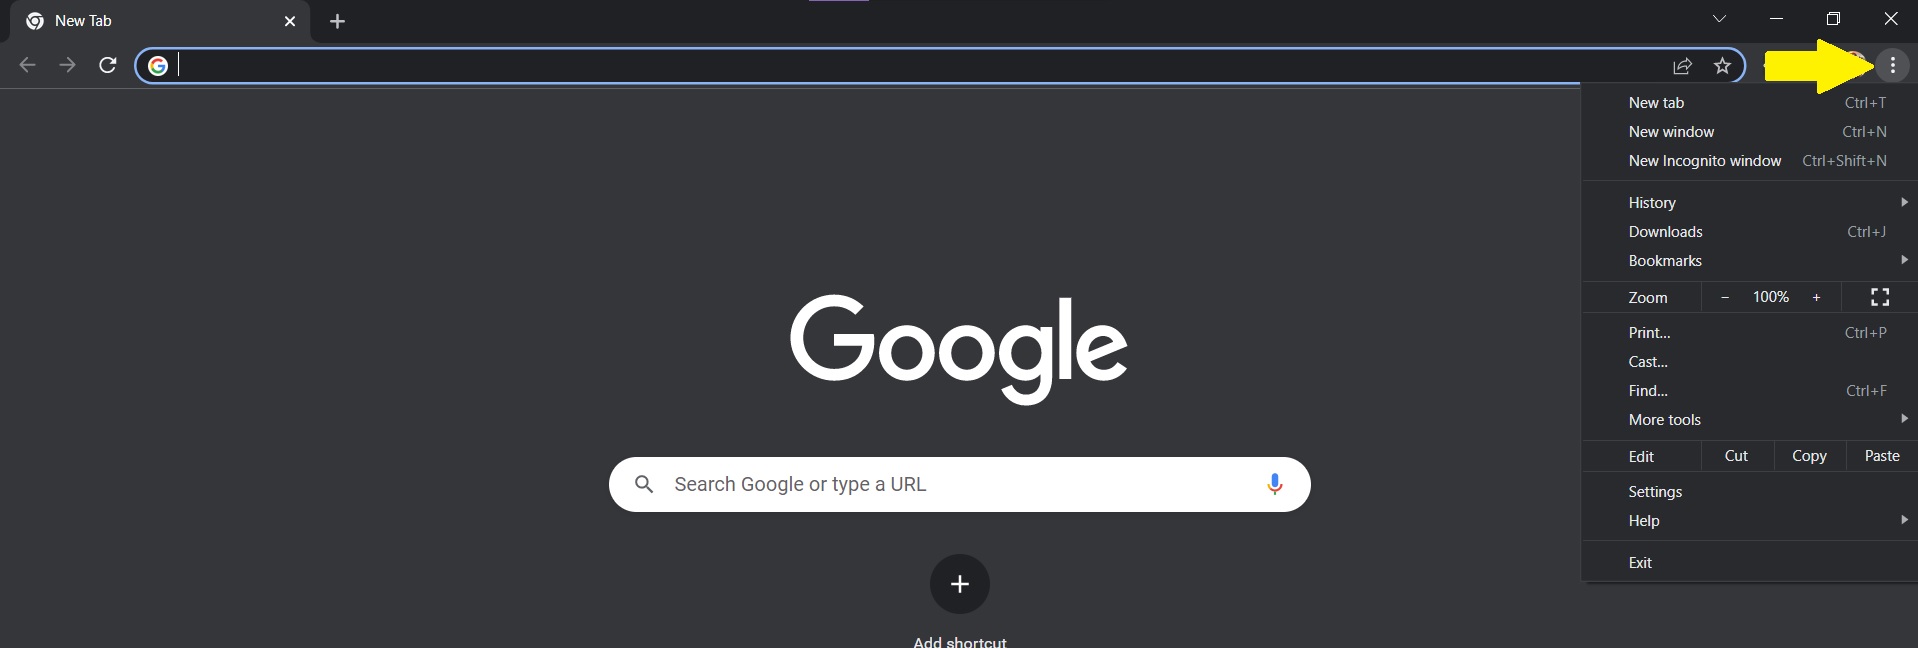 New Tab
New tab Ctrl+T
New window Ctrl+N
New Incognito window Ctrl+Shift+N
History
Downloads Ctrl+J
Bookmarks
Zoom - 100% +
Print... Ctrl+P
Cast...
Find... Ctrl+F
More tools
Edit Cut Copy Paste
Settings
Help
Exit
Google
Search Google or type a URL
Add shortcut